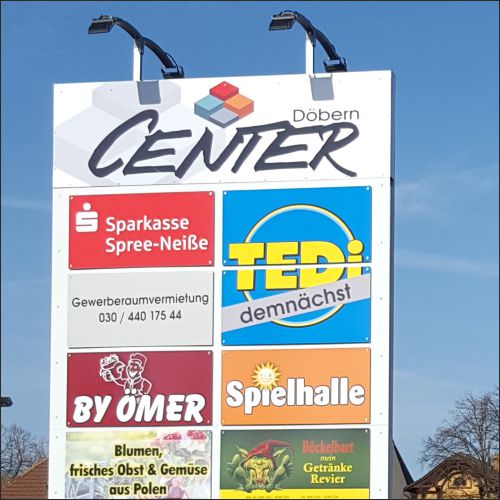 Döbern
CENTER
Sparkasse
Spree-Neiße
TEDi
demnächst
Gewerberaumvermietung
030 / 440 175 44
BY ÖMER
Spielhalle
Blumen,
frisches Obst & Gemüse
aus Polen
Böckelbart
mein
Getränke
Revier